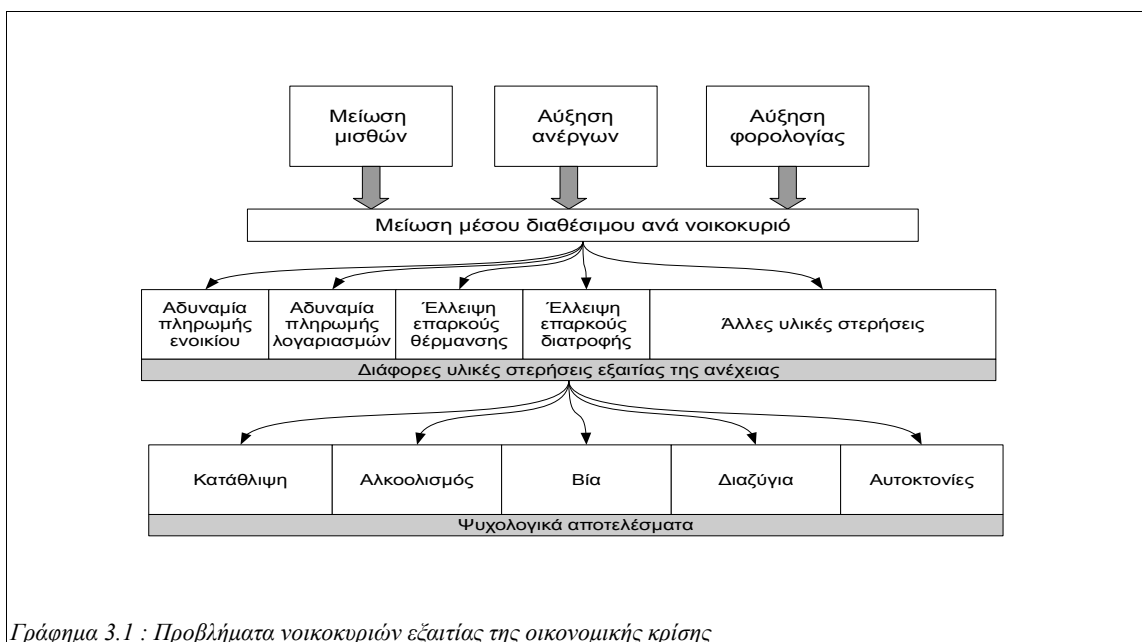 Μείωση
μισθών
Αύξηση
ανέργων
Αύξηση
φορολογίας
Μείωση μέσου διαθέσιμου ανά νοικοκυριό
Αδυναμία
πληρωμής
ενοικίου
Αδυναμία
πληρωμής
λογαριασμών
Έλλειψη
επαρκούς
θέρμανσης
Έλλειψη
επαρκούς
διατροφής
Άλλες υλικές στερήσεις
Διάφορες υλικές στερήσεις εξαιτίας της ανέχειας
Κατάθλιψη
Αλκοολισμός
Βία
Διαζύγια
Αυτοκτονίες
Ψυχολογικά αποτελέσματα
Γράφημα 3.1 : Προβλήματα νοικοκυριών εξαιτίας της οικονομικής κρίσης